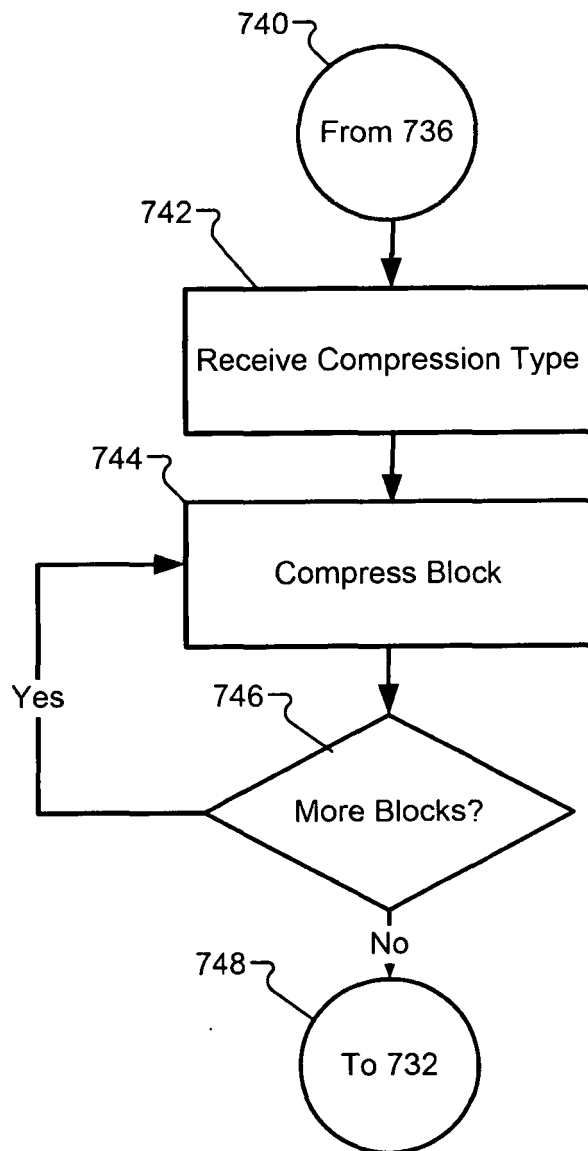 740
From 736
742
Receive Compression Type
744
Compress Block
Yes
746
More Blocks?
No
748
To 732